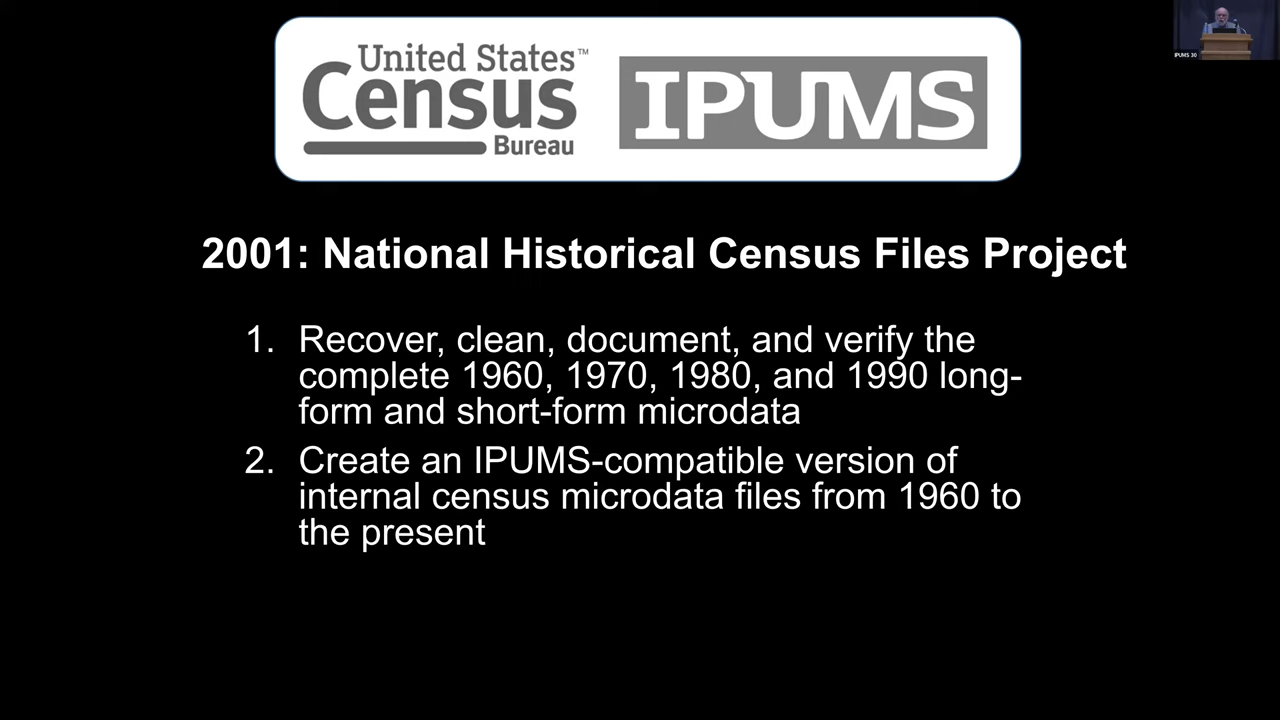 United States™
Census
Bureau
IPUMS
IPUMS 30
2001: National Historical Census Files Project
1. Recover, clean, document, and verify the
complete 1960, 1970, 1980, and 1990 long-
form and short-form microdata
2. Create an IPUMS-compatible version of
internal census microdata files from 1960 to
the present